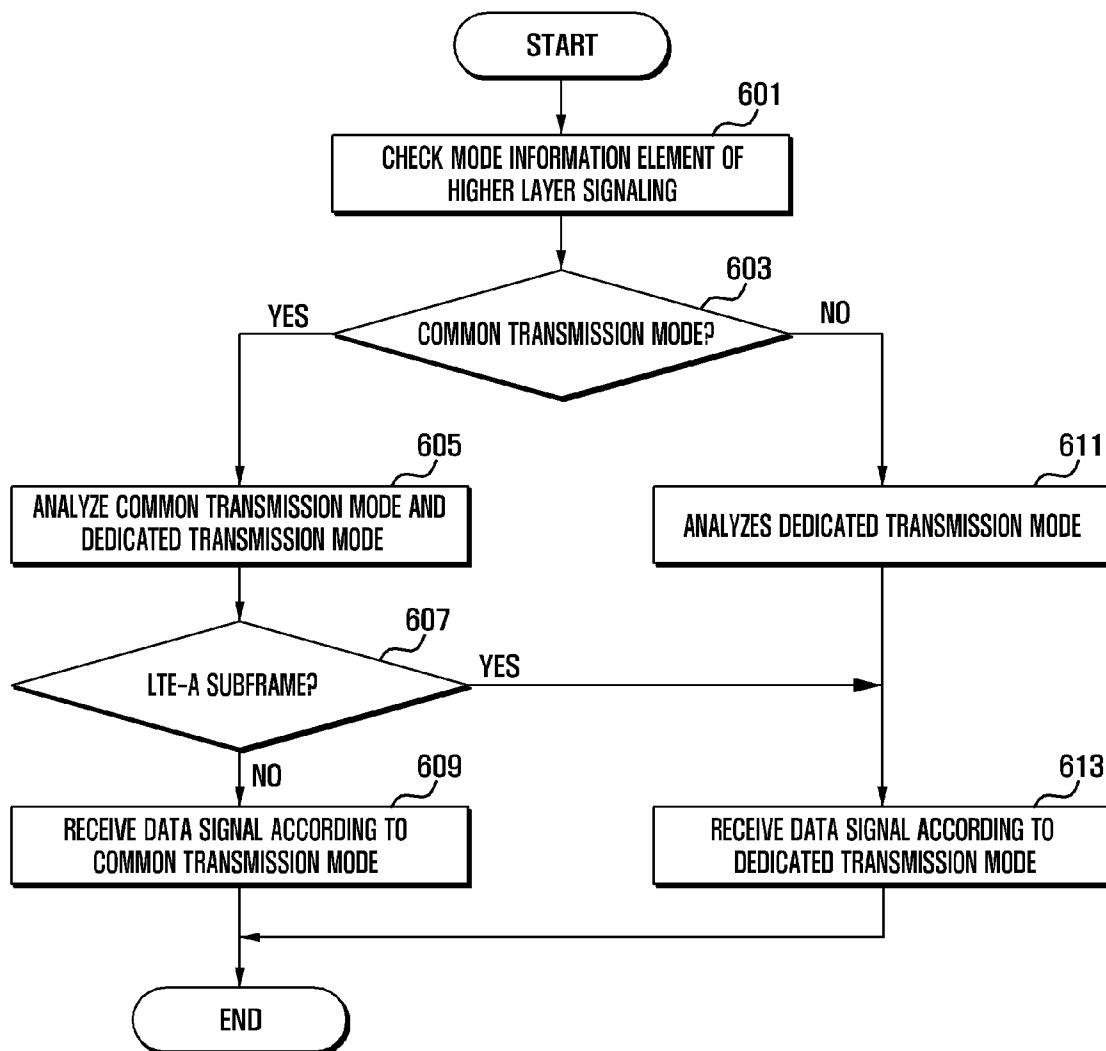 START
601
CHECK MODE INFORMATION ELEMENT OF
HIGHER LAYER SIGNALING
603
COMMON TRANSMISSION MODE?
YES
NO
605
ANALYZE COMMON TRANSMISSION MODE AND
DEDICATED TRANSMISSION MODE
611
ANALYZES DEDICATED TRANSMISSION MODE
607
LTE-A SUBFRAME?
YES
NO
609
RECEIVE DATA SIGNAL ACCORDING TO
COMMON TRANSMISSION MODE
613
RECEIVE DATA SIGNAL ACCORDING TO
DEDICATED TRANSMISSION MODE
END